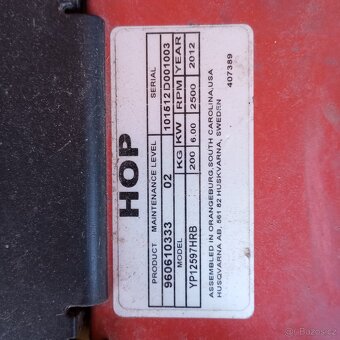 HOP
PRODUCT MAINTENANCE LEVEL SERIAL
960610333 02 101512D001003
MODEL KG KW RPM YEAR
YP12597HRB 200 6.00 2500 2012
ASSEMBLED IN ORANGEBURG,SOUTH CAROLINA,USA
HUSQVARNA AB, 561 82 HUSKVARNA, SWEDEN
407389